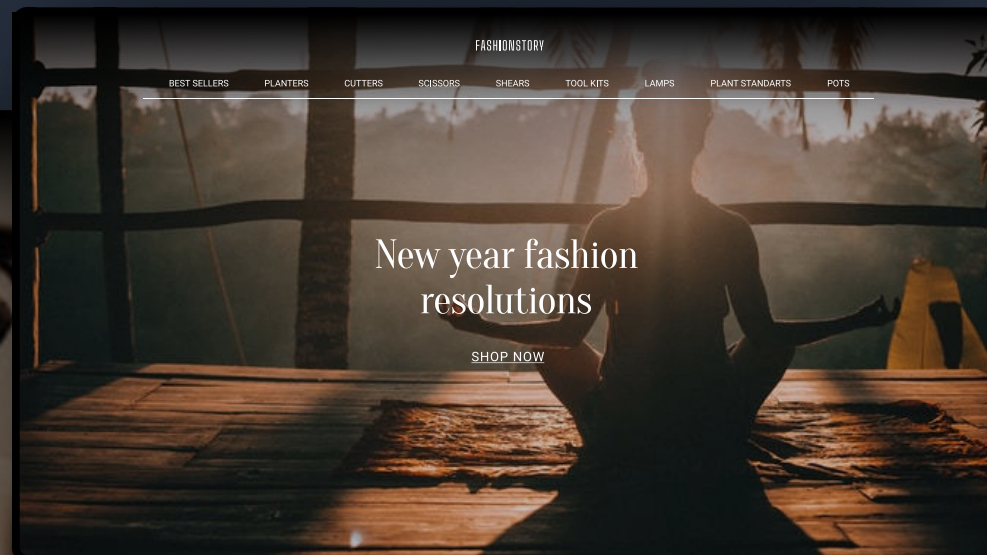 FASHIONSTORY
BEST SELLERS PLANTERS CUTTERS SCISSORS SHEARS TOOL KITS LAMPS PLANT STANDARTS POTS
New year fashion
resolutions
SHOP NOW